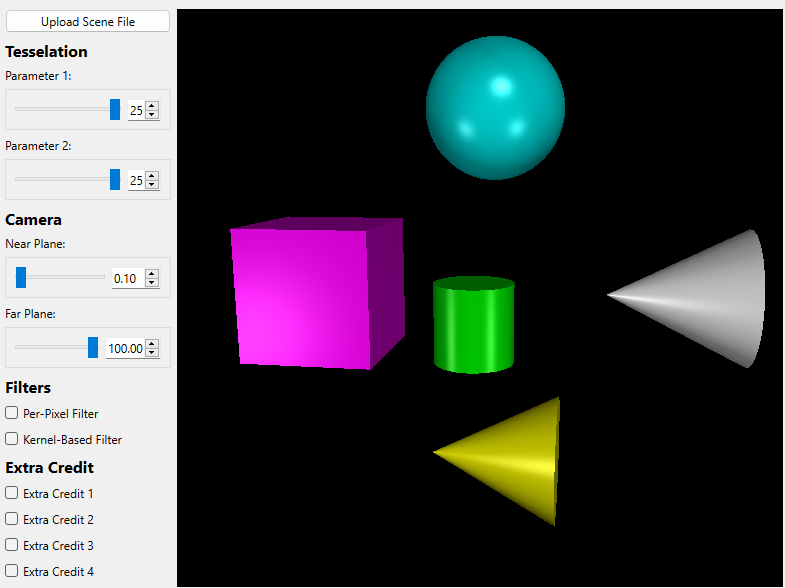 Upload Scene File
Tesselation
Parameter 1:
25
Parameter 2:
25
Camera
Near Plane:
0.10
Far Plane:
100.00
Filters
Per-Pixel Filter
Kernel-Based Filter
Extra Credit
Extra Credit 1
Extra Credit 2
Extra Credit 3
Extra Credit 4